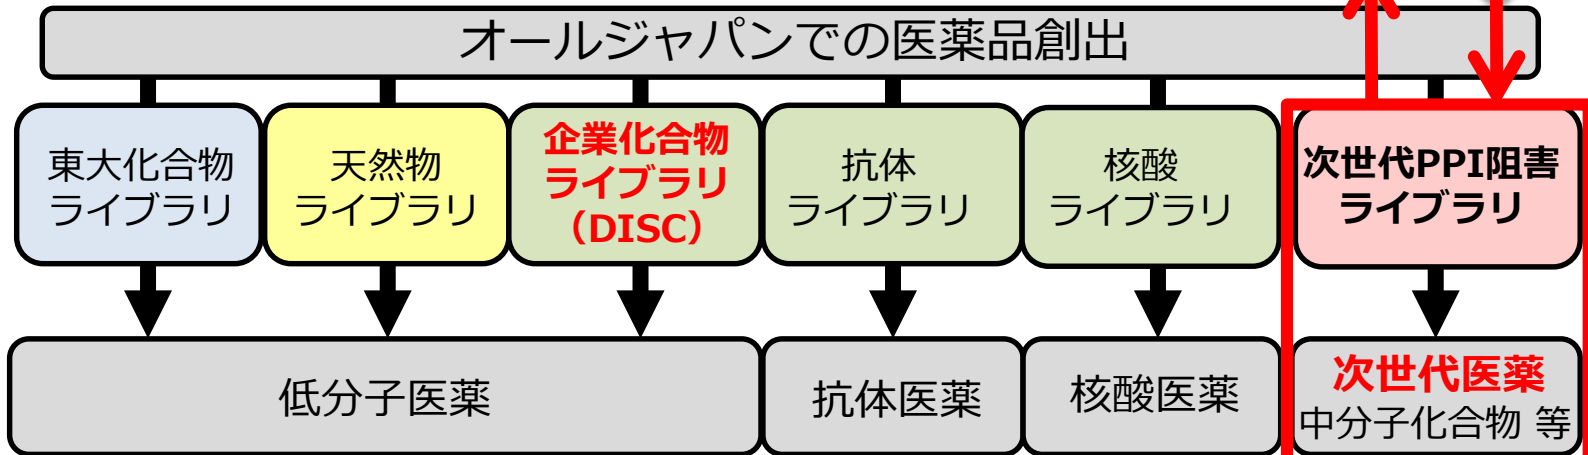 オールジャパンでの医薬品創出
東大化合物
ライブラリ
天然物
ライブラリ
企業化合物
ライブラリ
（DISC）
抗体
ライブラリ
核酸
ライブラリ
次世代PPI阻害
ライブラリ
低分子医薬
抗体医薬
核酸医薬
次世代医薬
中分子化合物 等